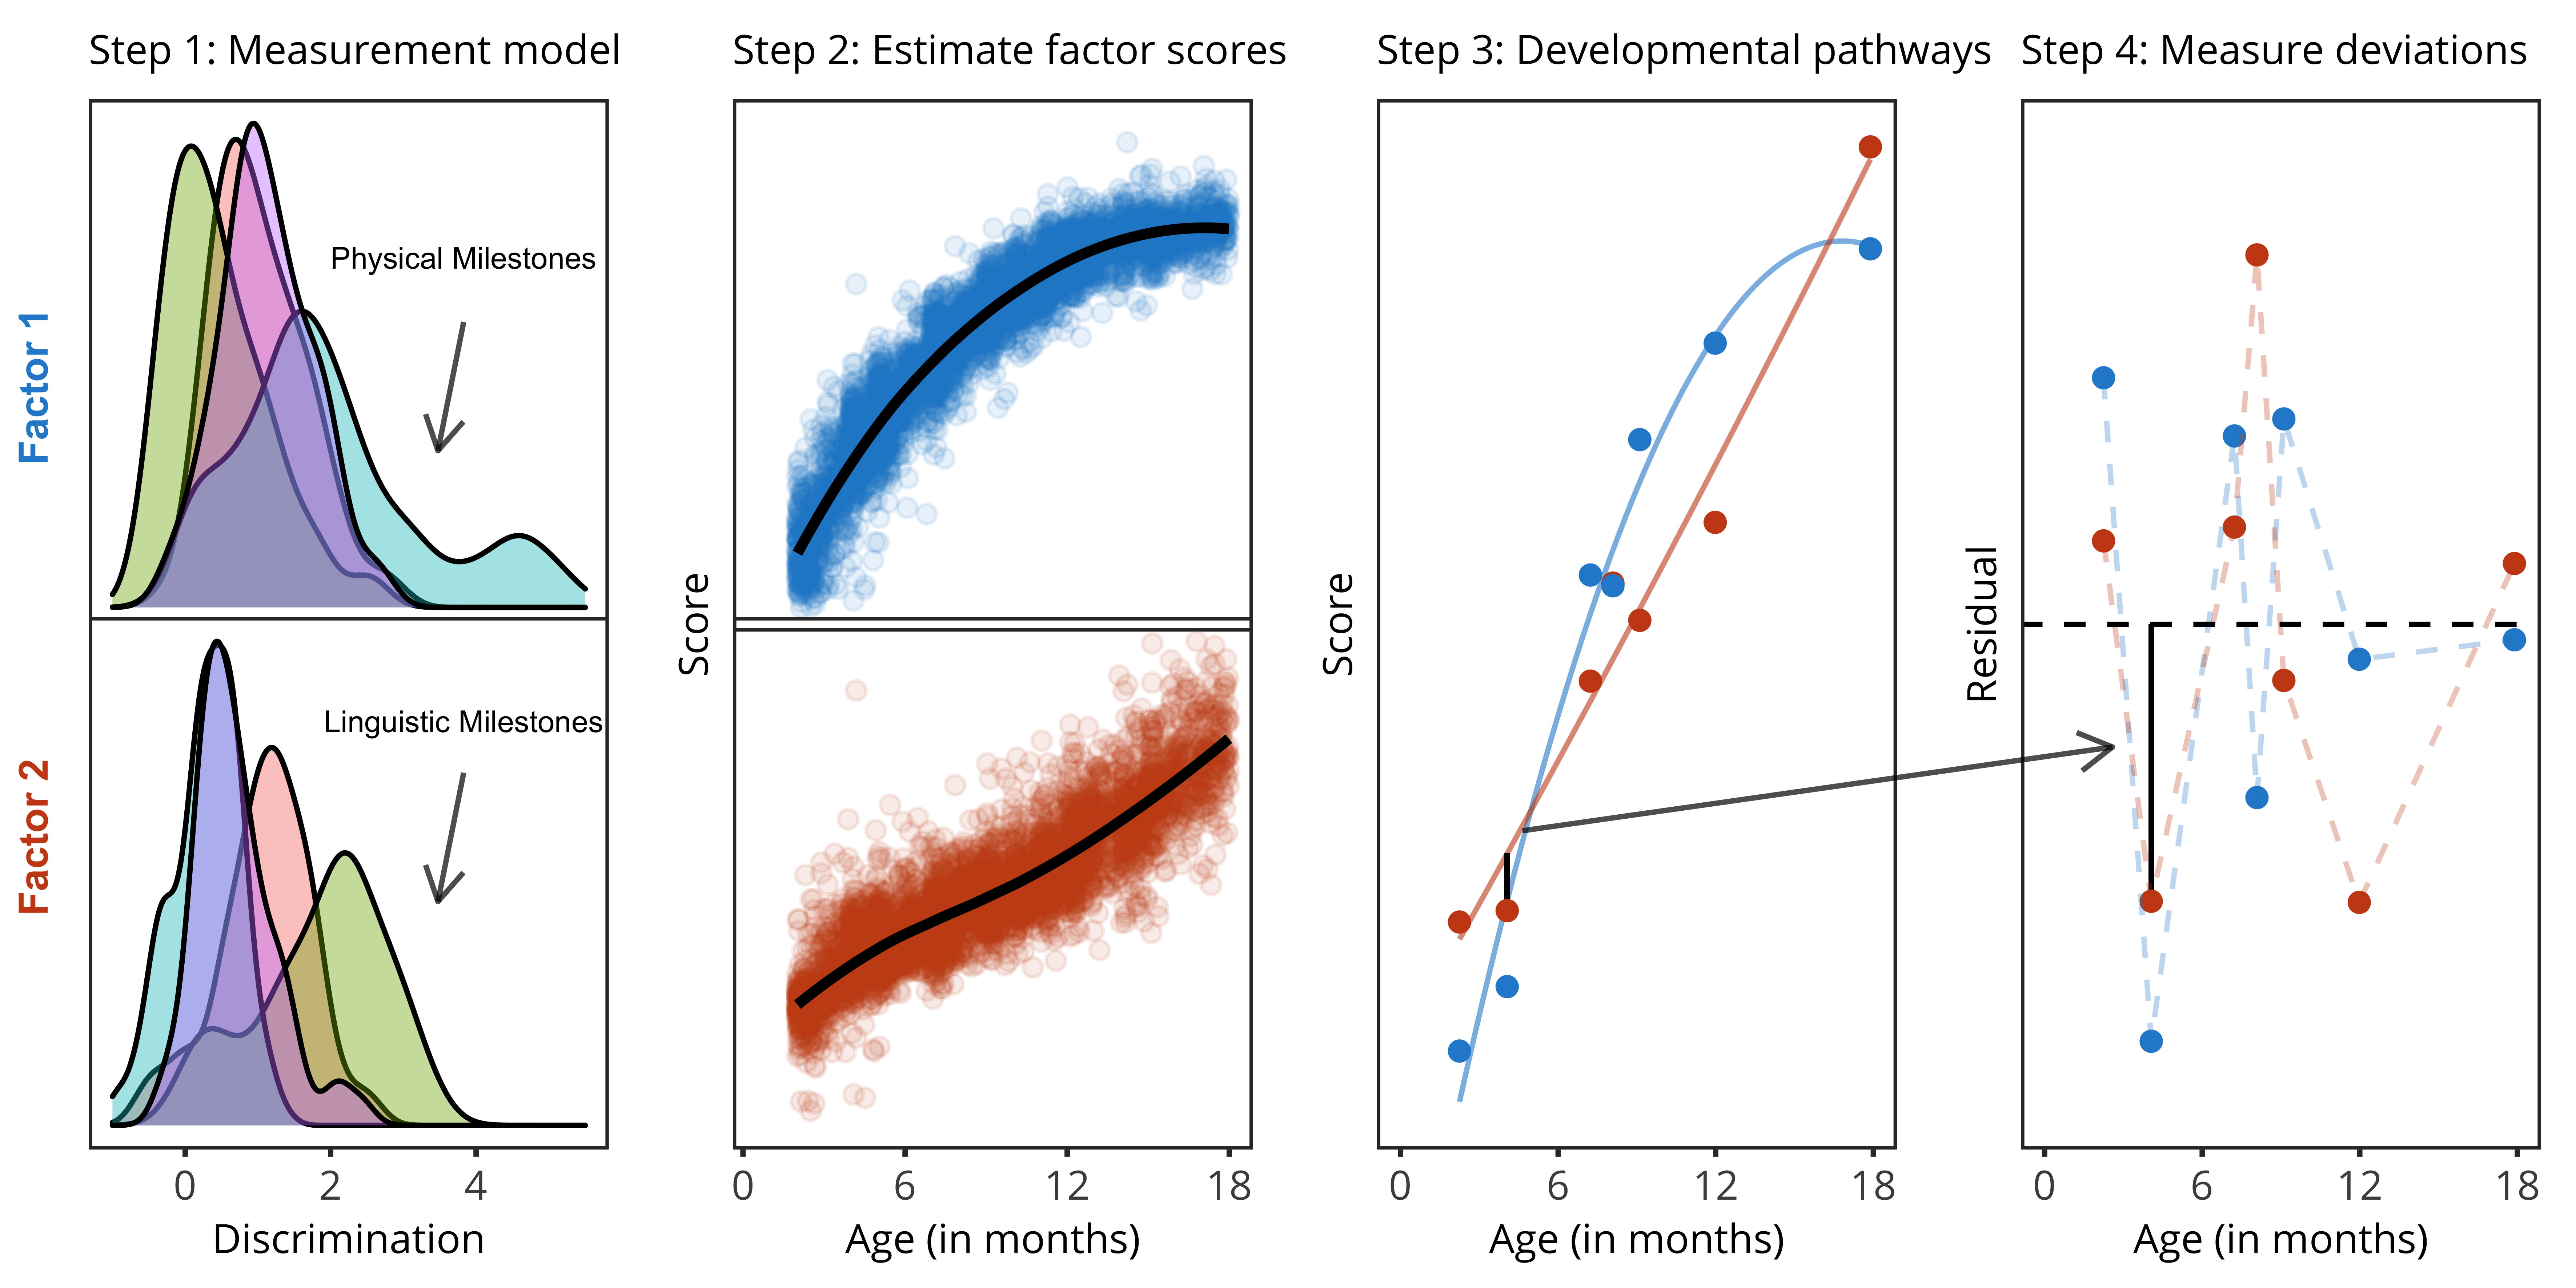 Step 1: Measurement model
Step 2: Estimate factor scores
Step 3: Developmental pathways
Step 4: Measure deviations
Factor 1
Physical Milestones
Factor 2
Linguistic Milestones
0 2 4
Discrimination
Score
0 6 12 18
Age (in months)
Score
0 6 12 18
Age (in months)
Residual
0 6 12 18
Age (in months)